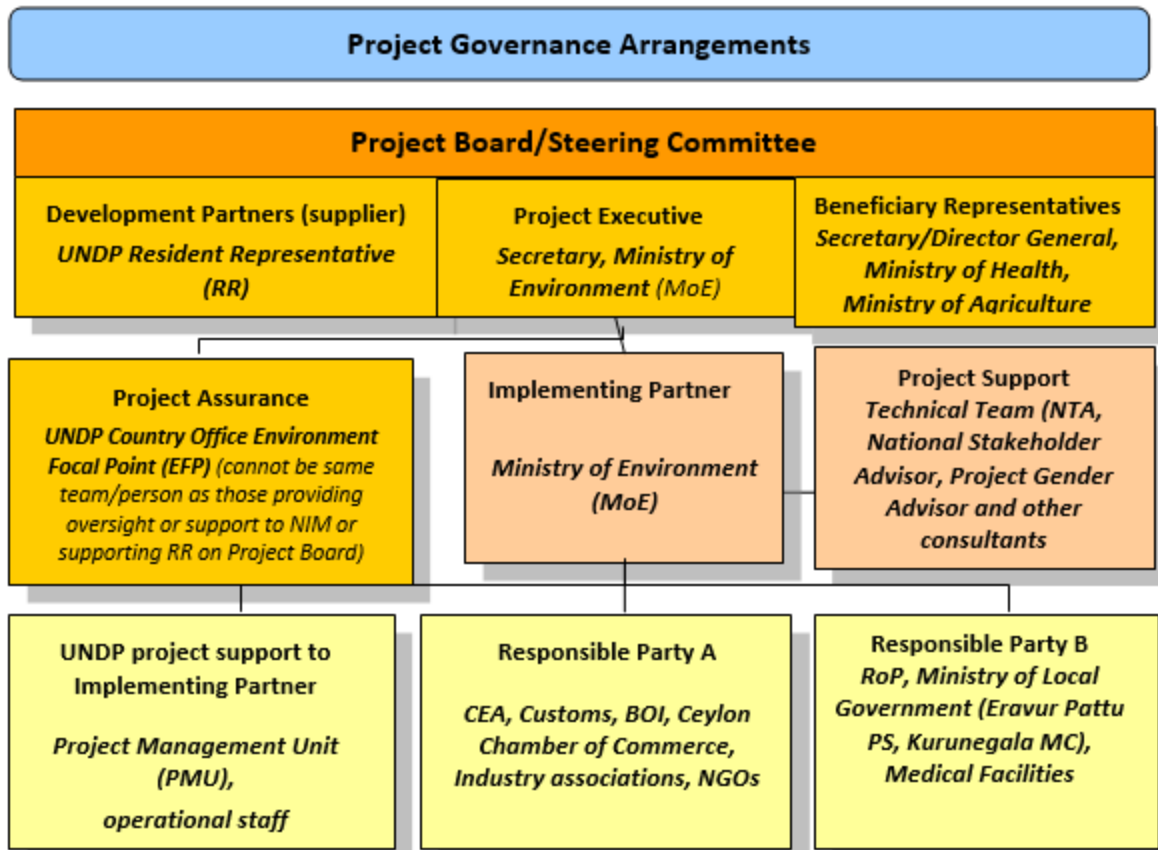 Project Governance Arrangements
Project Board/Steering Committee
Development Partners (supplier)
UNDP Resident Representative
(RR)
Project Executive
Secretary, Ministry of
Environment (MoE)
Beneficiary Representatives
Secretary/Director General,
Ministry of Health,
Ministry of Agriculture
Project Assurance
UNDP Country Office Environment
Focal Point (EFP) (cannot be same
team/person as those providing
oversight or support to NIM or
supporting RR on Project Board)
Implementing Partner
Ministry of Environment
(MoE)
Project Support
Technical Team (NTA,
National Stakeholder
Advisor, Project Gender
Advisor and other
consultants
UNDP project support to
Implementing Partner
Project Management Unit
(PMU),
operational staff
Responsible Party A
CEA, Customs, BOI, Ceylon
Chamber of Commerce,
Industry associations, NGOs
Responsible Party B
RoP, Ministry of Local
Government (Eravur Pattu
PS, Kurunegala MC),
Medical Facilities